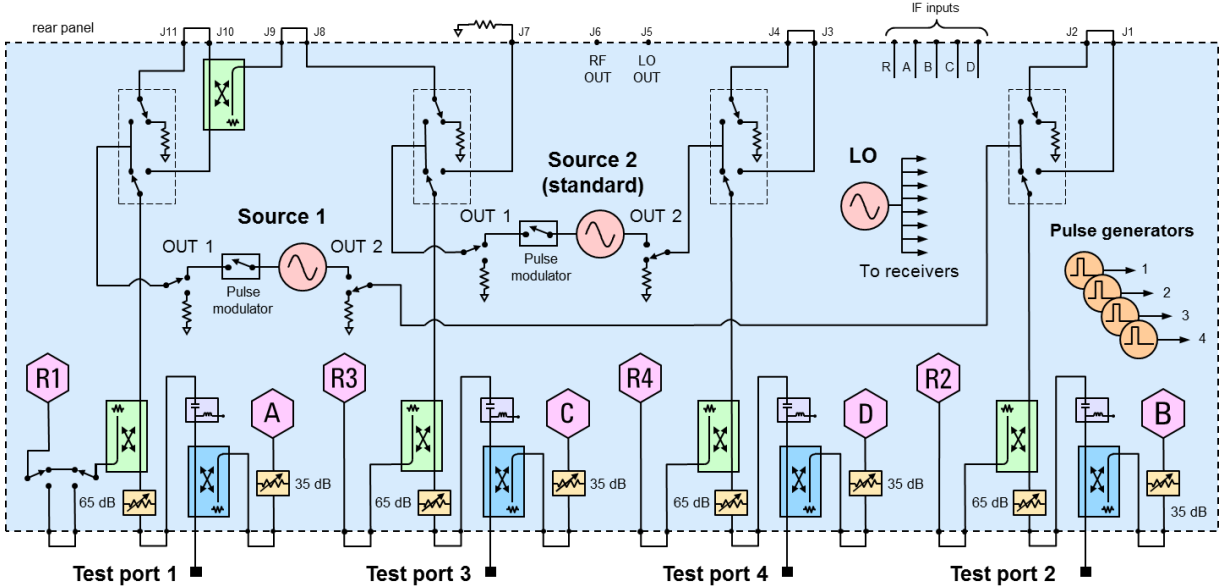 IF inputs
rear panel
J11
J10
J9
J8
J7
J6
J5
J4
J3
J2
J1
RF
OUT
LO
OUT
R
A
B
C
D
Source 2
(standard)
LO
Source 1
OUT 1
OUT 2
Pulse
modulator
OUT 1
OUT 2
Pulse
modulator
To receivers
Pulse generators
1
2
3
4
R1
A
R3
C
R4
D
R2
B
65 dB
35 dB
65 dB
35 dB
65 dB
35 dB
65 dB
35 dB
Test port 1
Test port 3
Test port 4
Test port 2